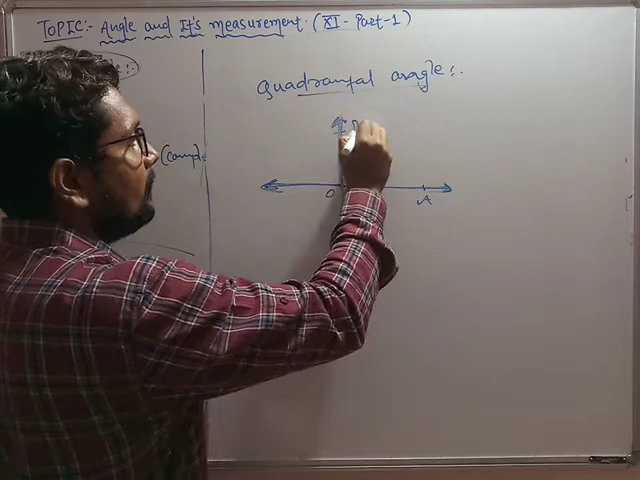 TOPIC:- Angle and It's measurement. (XI - Part-1)
Quadrantal angle:.
(Comp).
O
A